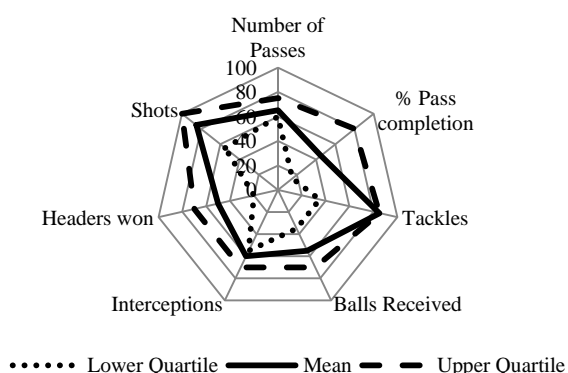 Number of
Passes
100
80
60
40
20
0
% Pass
completion
Shots
Headers won
Tackles
Interceptions
Balls Received
Lower Quartile
Mean
Upper Quartile